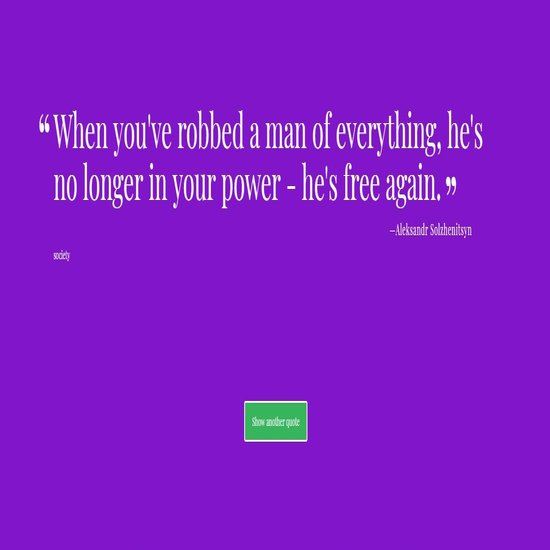 ❝When you've robbed a man of everything, he's
no longer in your power - he's free again.❞
–Aleksandr Solzhenitsyn
society
Show another quote